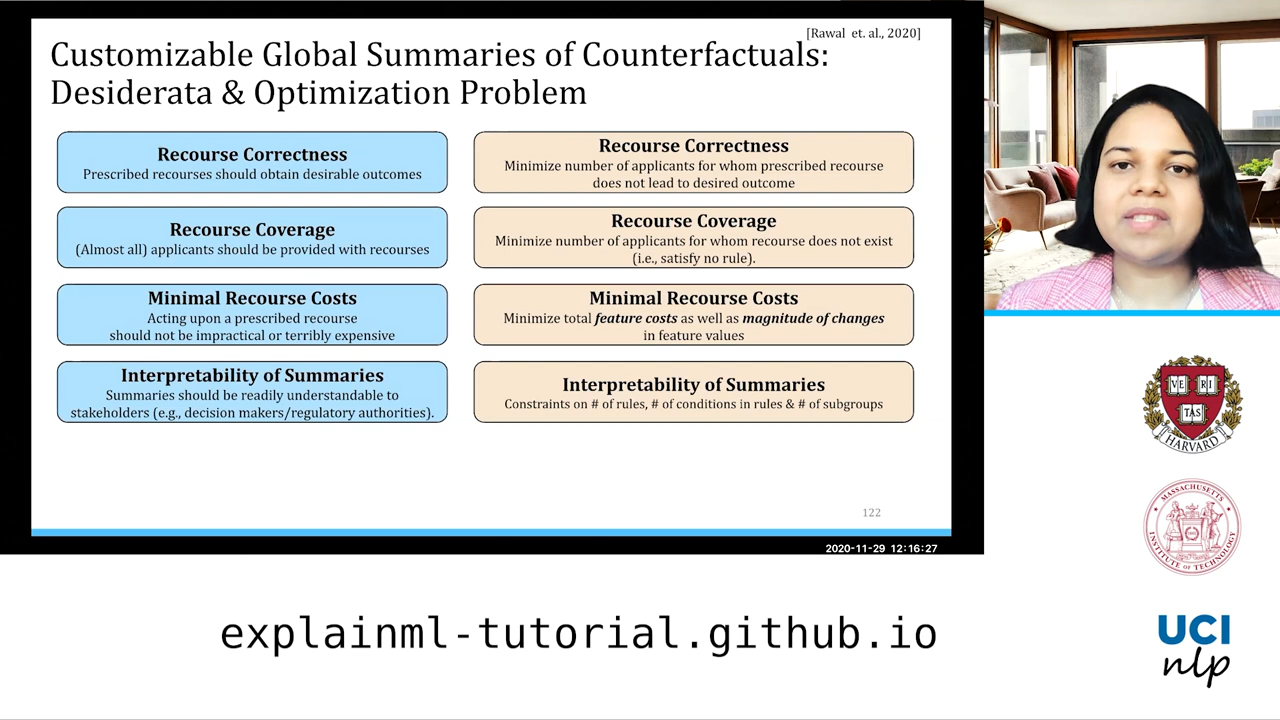 [Rawal et. al., 2020]
Customizable Global Summaries of Counterfactuals:
Desiderata & Optimization Problem
Recourse Correctness
Prescribed recourses should obtain desirable outcomes
Recourse Correctness
Minimize number of applicants for whom prescribed recourse
does not lead to desired outcome
Recourse Coverage
(Almost all) applicants should be provided with recourses
Recourse Coverage
Minimize number of applicants for whom recourse does not exist
(i.e., satisfy no rule).
Minimal Recourse Costs
Acting upon a prescribed recourse
should not be impractical or terribly expensive
Minimal Recourse Costs
Minimize total feature costs as well as magnitude of changes
in feature values
Interpretability of Summaries
Summaries should be readily understandable to
stakeholders (e.g., decision makers/regulatory authorities).
Interpretability of Summaries
Constraints on # of rules, # of conditions in rules & # of subgroups
122
2020-11-29 12:16:27
VE RI
TAS
HARVARD
MASSACHUSETTS
INSTITUTE OF TECHNOLOGY
UCI
nlp
explainml-tutorial.github.io